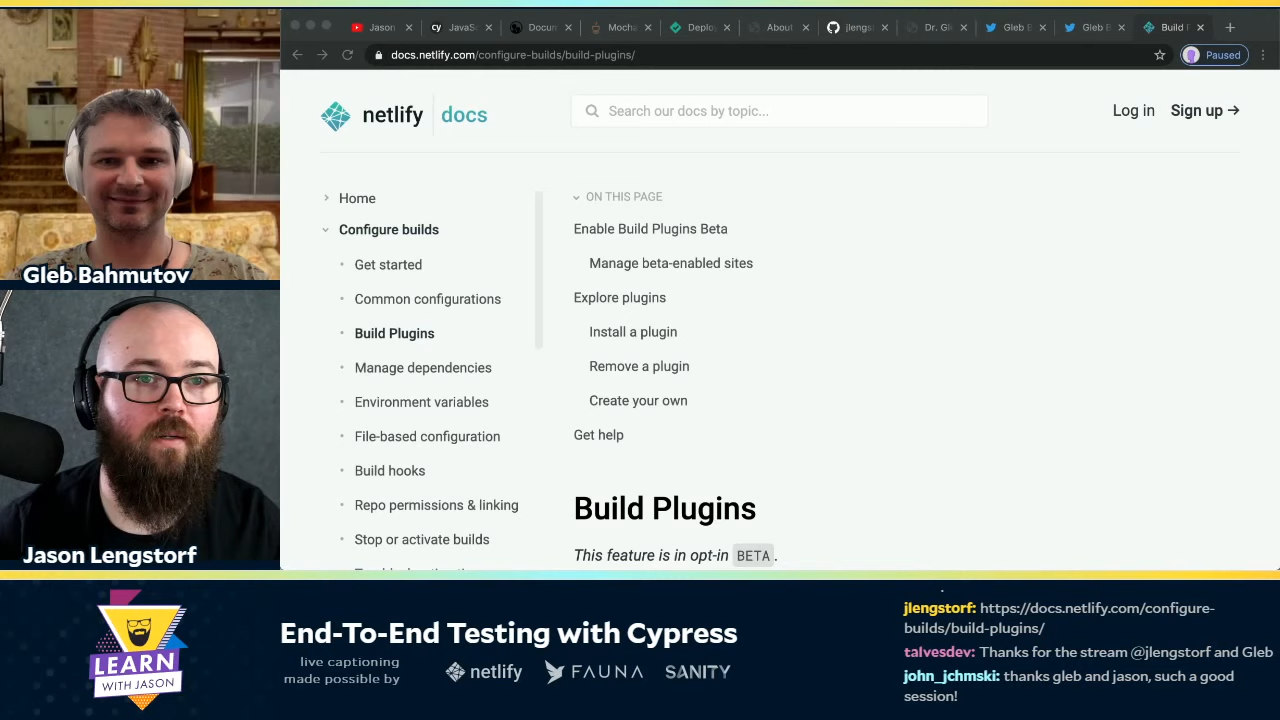 Jason
JavaS
Docum
Mocha
Deploy
About
jlengst
Dr. Gl
Gleb B
Gleb B
Build P
docs.netlify.com/configure-builds/build-plugins/
Paused
netlify docs
Search our docs by topic...
Log in
Sign up →
Home
Configure builds
Get started
Common configurations
Build Plugins
Manage dependencies
Environment variables
File-based configuration
Build hooks
Repo permissions & linking
Stop or activate builds
ON THIS PAGE
Enable Build Plugins Beta
Manage beta-enabled sites
Explore plugins
Install a plugin
Remove a plugin
Create your own
Get help
Build Plugins
This feature is in opt-in BETA.
Gleb Bahmutov
Jason Lengstorf
LEARN
WITH JASON
End-To-End Testing with Cypress
live captioning
made possible by
netlify
FAUNA
SANITY
jlengstorf: https://docs.netlify.com/configure-
builds/build-plugins/
talvesdev: Thanks for the stream @jlengstorf and Gleb
john_jchmski: thanks gleb and jason, such a good
session!